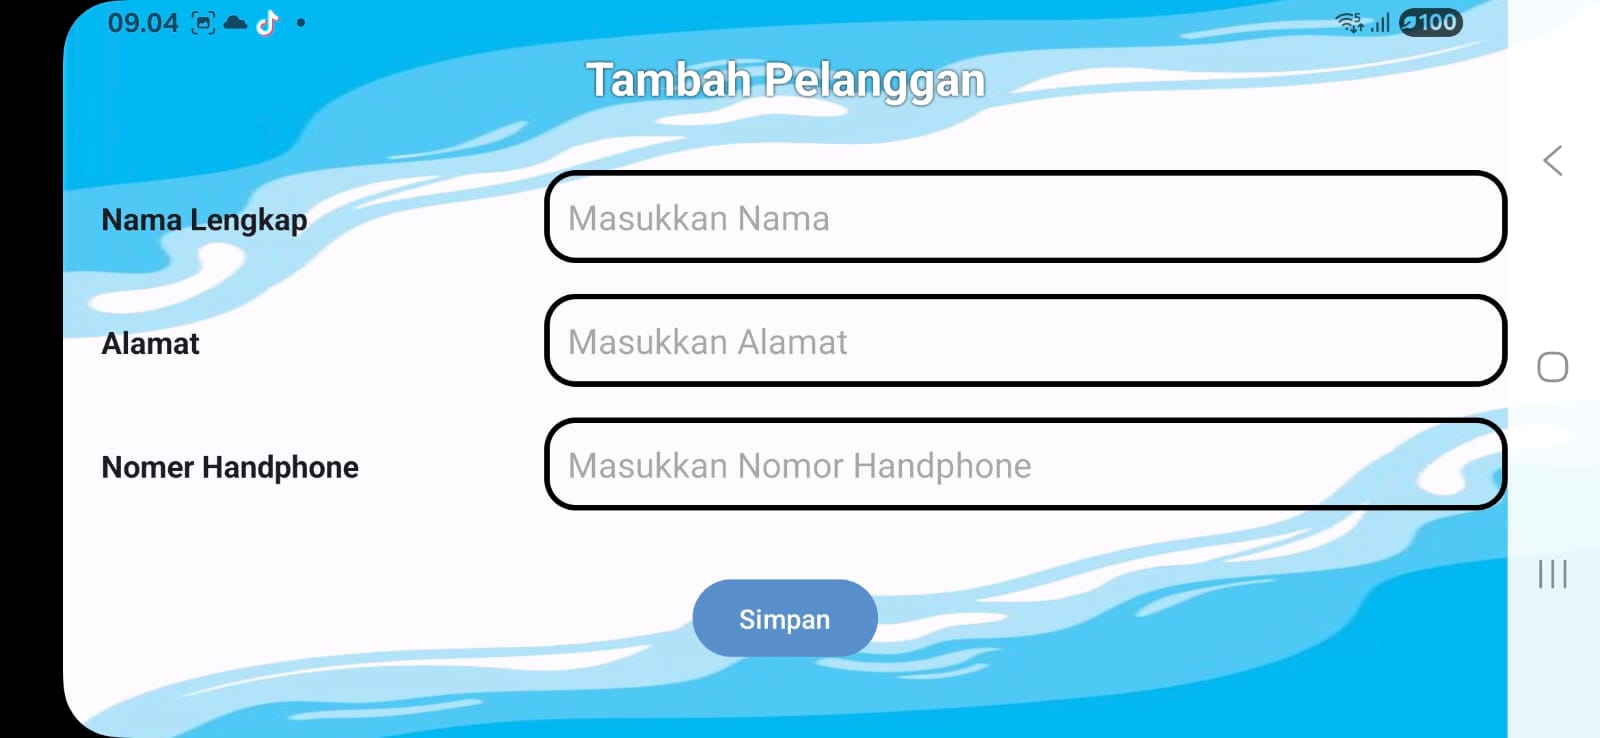 09.04
100
Tambah Pelanggan
Nama Lengkap
Masukkan Nama
Alamat
Masukkan Alamat
Nomer Handphone
Masukkan Nomor Handphone
Simpan